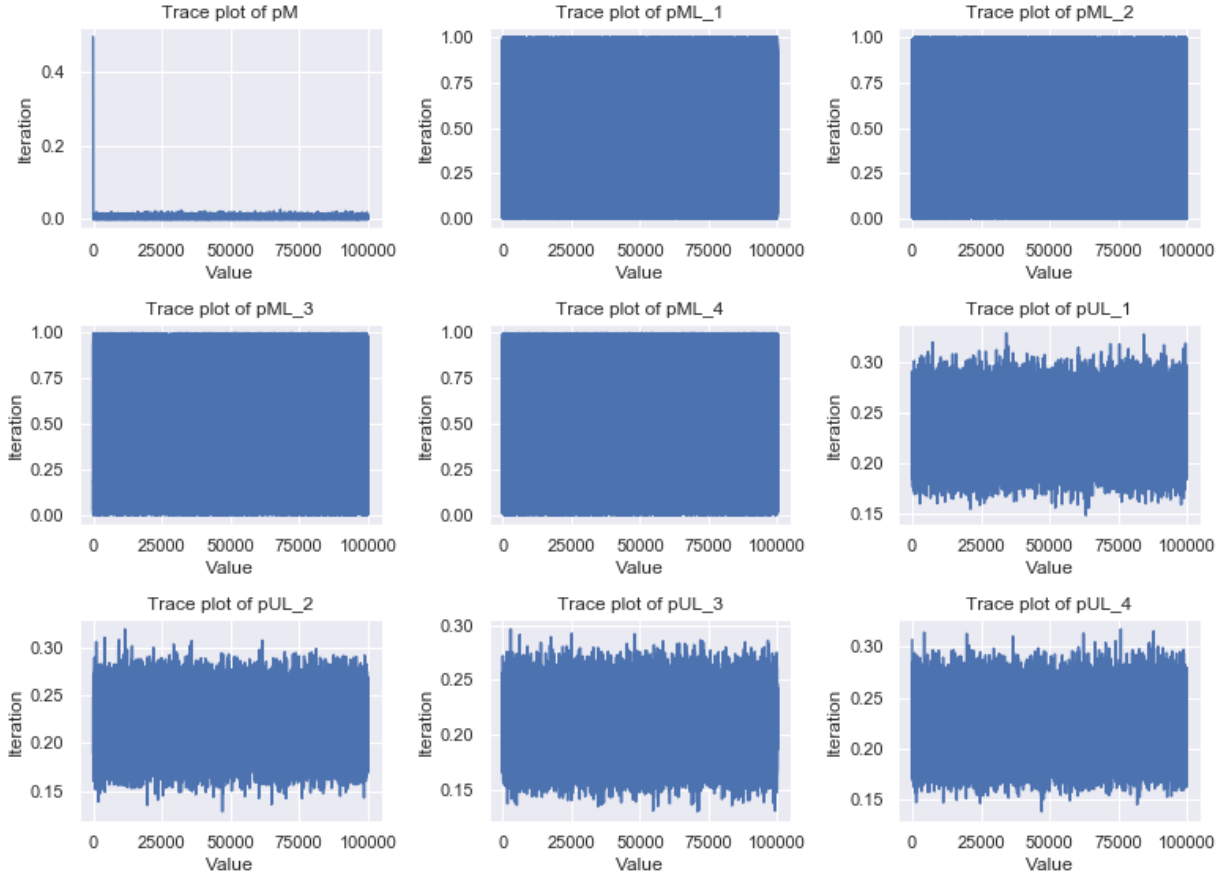 Trace plot of pM
Trace plot of pML_1
Trace plot of pML_2
0.4
0.2
0.0
Iteration
0 25000 50000 75000 100000
Value
1.00
0.75
0.50
0.25
0.00
Iteration
0 25000 50000 75000 100000
Value
1.00
0.75
0.50
0.25
0.00
Iteration
0 25000 50000 75000 100000
Value
Trace plot of pML_3
Trace plot of pML_4
Trace plot of pUL_1
1.00
0.75
0.50
0.25
0.00
Iteration
0 25000 50000 75000 100000
Value
1.00
0.75
0.50
0.25
0.00
Iteration
0 25000 50000 75000 100000
Value
0.30
0.25
0.20
0.15
Iteration
0 25000 50000 75000 100000
Value
Trace plot of pUL_2
Trace plot of pUL_3
Trace plot of pUL_4
0.30
0.25
0.20
0.15
Iteration
0 25000 50000 75000 100000
Value
0.30
0.25
0.20
0.15
Iteration
0 25000 50000 75000 100000
Value
0.30
0.25
0.20
0.15
Iteration
0 25000 50000 75000 100000
Value